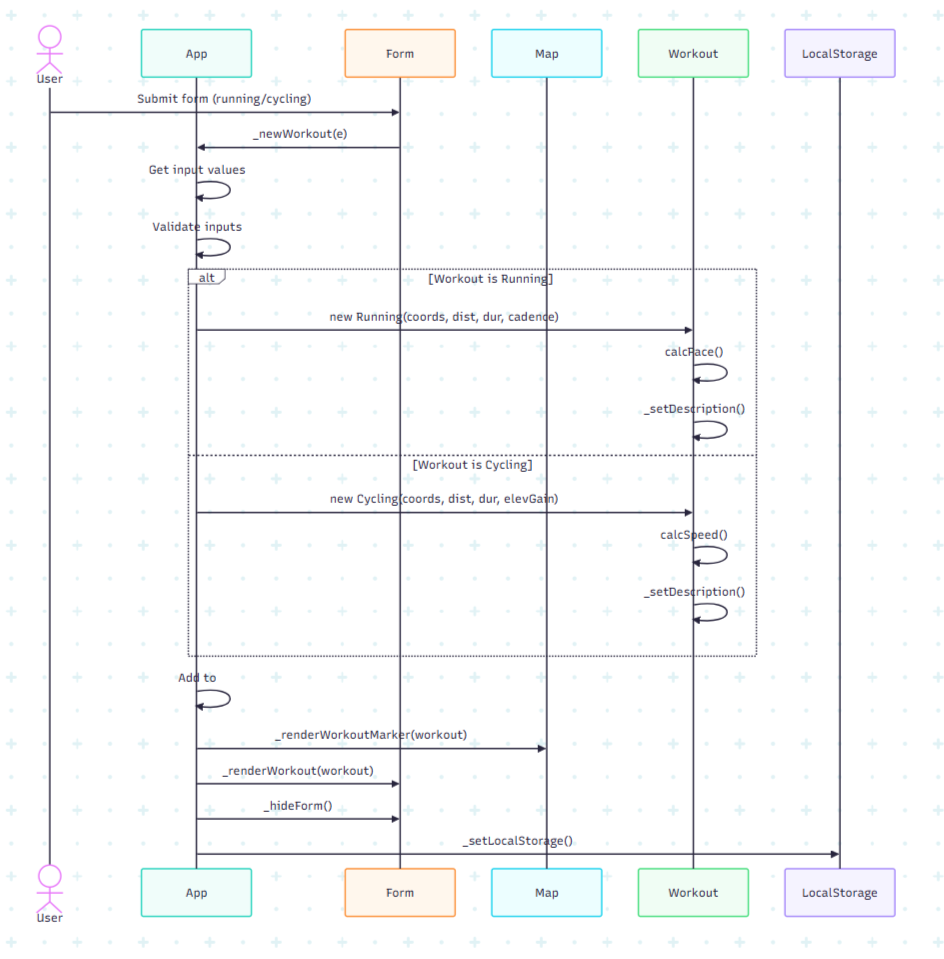 App
Form
Map
Workout
LocalStorage
User
Submit form (running/cycling)
_newWorkout(e)
Get input values
Validate inputs
alt
[Workout is Running]
new Running(coords, dist, dur, cadence)
calcPace()
_setDescription()
[Workout is Cycling]
new Cycling(coords, dist, dur, elevGain)
calcSpeed()
_setDescription()
Add to
_renderWorkoutMarker(workout)
_renderWorkout(workout)
_hideForm()
_setLocalStorage()
App
Form
Map
Workout
LocalStorage
User